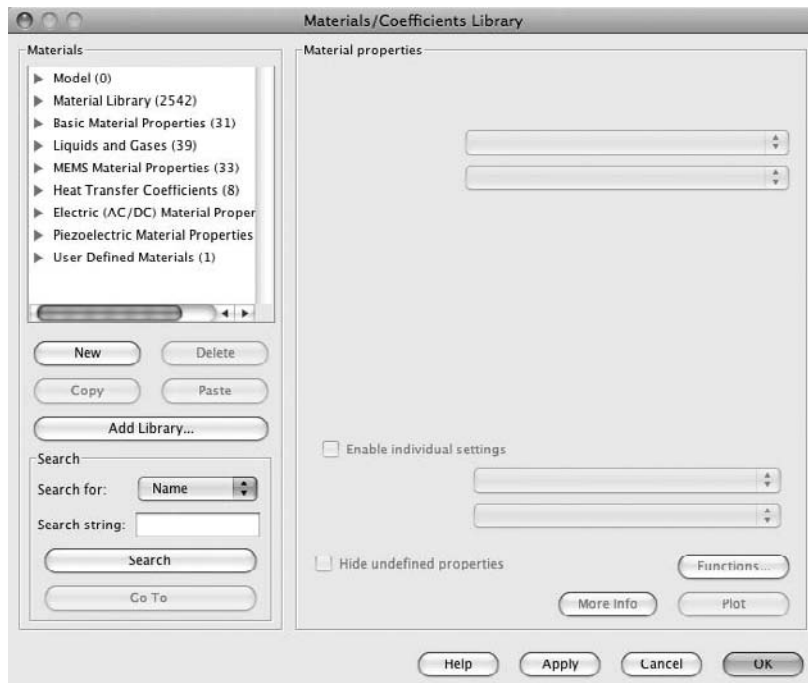 Materials/Coefficients Library
Materials
Model (0)
Material Library (2542)
Basic Material Properties (31)
Liquids and Gases (39)
MEMS Material Properties (33)
Heat Transfer Coefficients (8)
Electric (AC/DC) Material Proper
Piezoelectric Material Properties
User Defined Materials (1)
New
Delete
Copy
Paste
Add Library...
Search
Search for:
Name
Search string:
Search
Go To
Material properties
Enable individual settings
Hide undefined properties
Functions...
More Info
Plot
Help
Apply
Cancel
OK